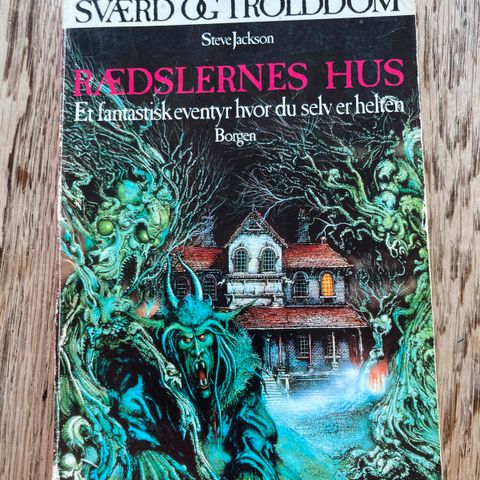 SVÆRD OG TROLDDOM
Steve Jackson
RÆDSLERNES HUS
Et fantastisk eventyr hvor du selv er helten
Borgen